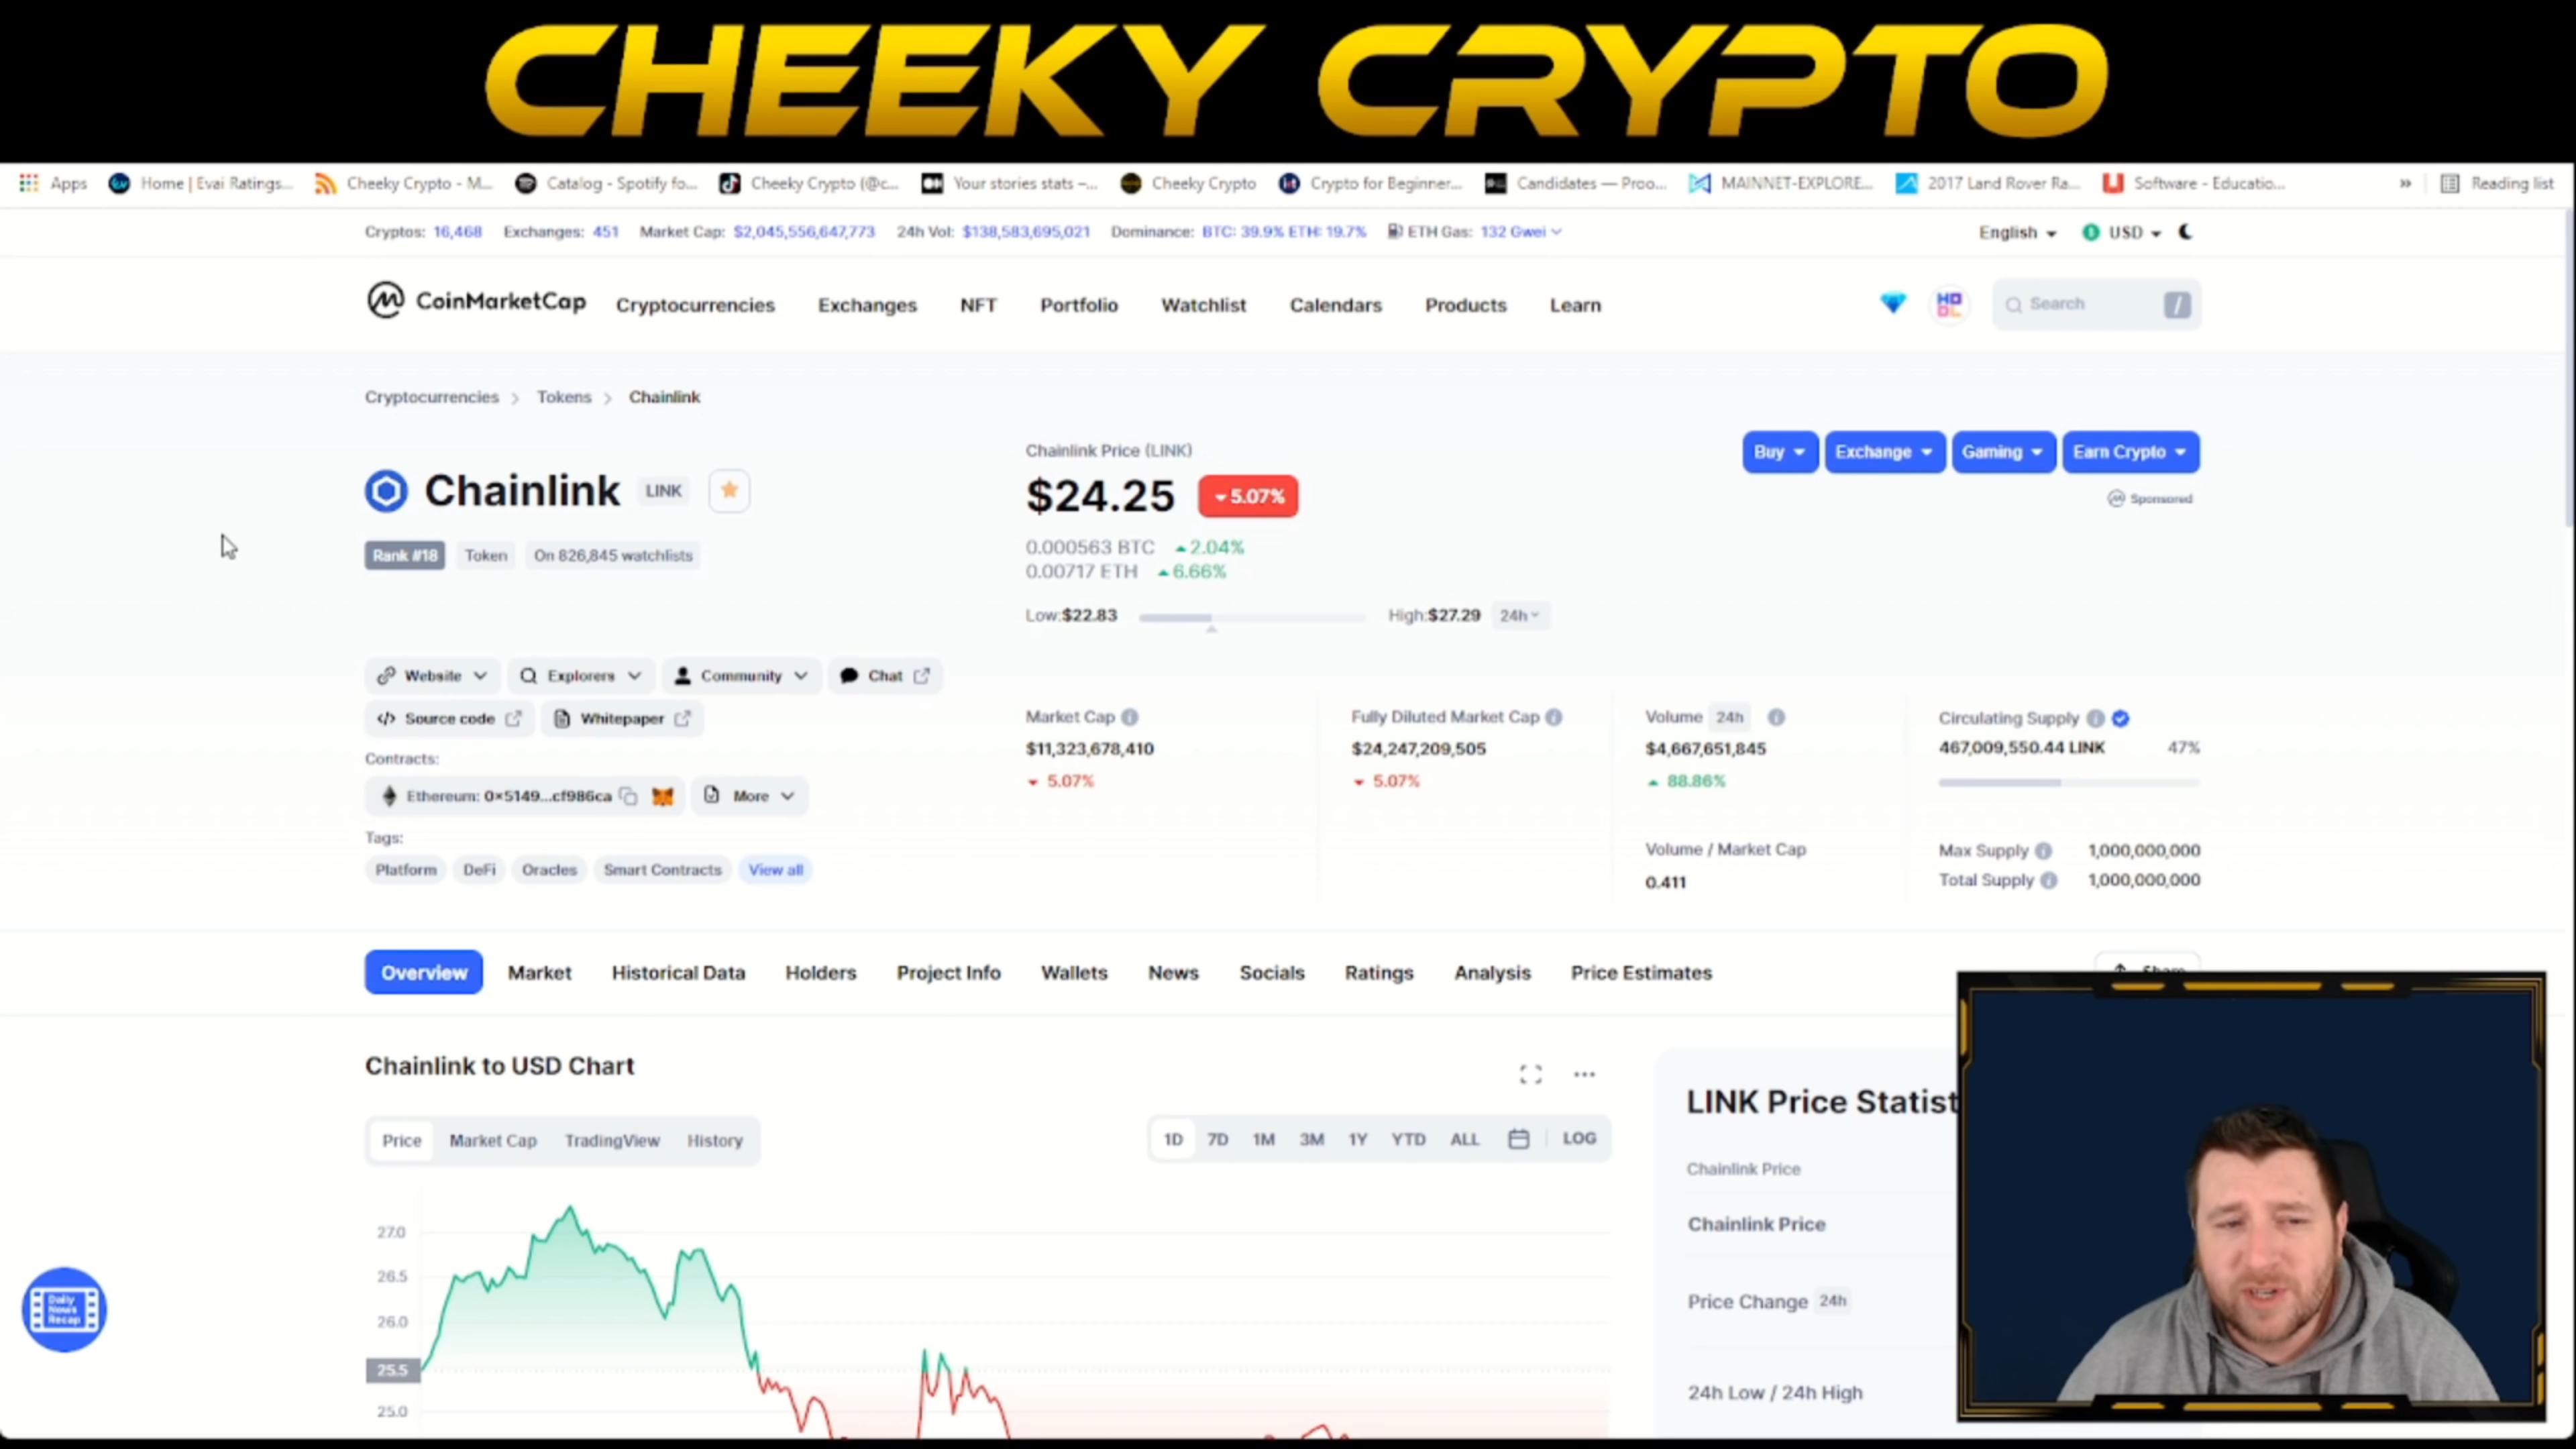 CHEEKY CRYPTO
Apps Home | Evai Ratings... Cheeky Crypto - M... Catalog - Spotify fo... Cheeky Crypto (@c... Your stories stats –... Cheeky Crypto Crypto for Beginner... Candidates — Proo... MAINNET-EXPLORE... 2017 Land Rover Ra... Software - Educatio... » Reading list
Cryptos: 16,468 Exchanges: 451 Market Cap: $2,045,556,647,773 24h Vol: $138,583,695,021 Dominance: BTC: 39.9% ETH: 19.7% ETH Gas: 132 Gwei English USD
CoinMarketCap Cryptocurrencies Exchanges NFT Portfolio Watchlist Calendars Products Learn HODL Search /
Cryptocurrencies > Tokens > Chainlink
Chainlink Price (LINK)
Buy Exchange Gaming Earn Crypto
Chainlink LINK
$24.25 5.07%
Sponsored
Rank #18 Token On 826,845 watchlists
0.000563 BTC 2.04%
0.00717 ETH 6.66%
Low:$22.83 High:$27.29 24h
Website Explorers Community Chat
Source code Whitepaper
Contracts:
Ethereum: 0×5149...cf986ca More
Tags:
Platform DeFi Oracles Smart Contracts View all
Market Cap
$11,323,678,410
5.07%
Fully Diluted Market Cap
$24,247,209,505
5.07%
Volume 24h
$4,667,651,845
88.86%
Volume / Market Cap
0.411
Circulating Supply
467,009,550.44 LINK 47%
Max Supply 1,000,000,000
Total Supply 1,000,000,000
Overview Market Historical Data Holders Project Info Wallets News Socials Ratings Analysis Price Estimates
Share
Chainlink to USD Chart
Price Market Cap TradingView History
1D 7D 1M 3M 1Y YTD ALL LOG
27.0
26.5
26.0
25.5
25.0
LINK Price Statist
Chainlink Price
Chainlink Price
Price Change 24h
24h Low / 24h High
Daily
News
Recap